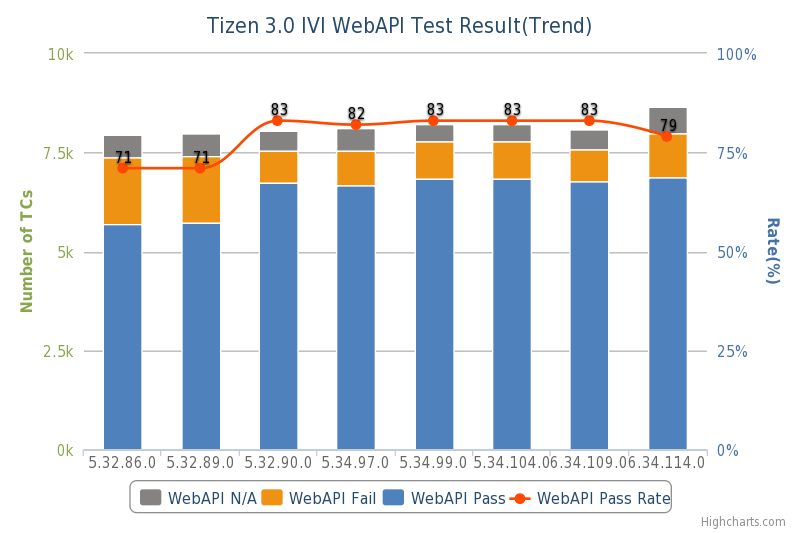 Tizen 3.0 IVI WebAPI Test Result(Trend)
10k
7.5k
5k
2.5k
0k
Number of TCs
100%
75%
50%
25%
0%
Rate(%)
71
71
83
82
83
83
83
79
5.32.86.0
5.32.89.0
5.32.90.0
5.34.97.0
5.34.99.0
5.34.104.0
6.34.109.0
6.34.114.0
WebAPI N/A
WebAPI Fail
WebAPI Pass
WebAPI Pass Rate
Highcharts.com